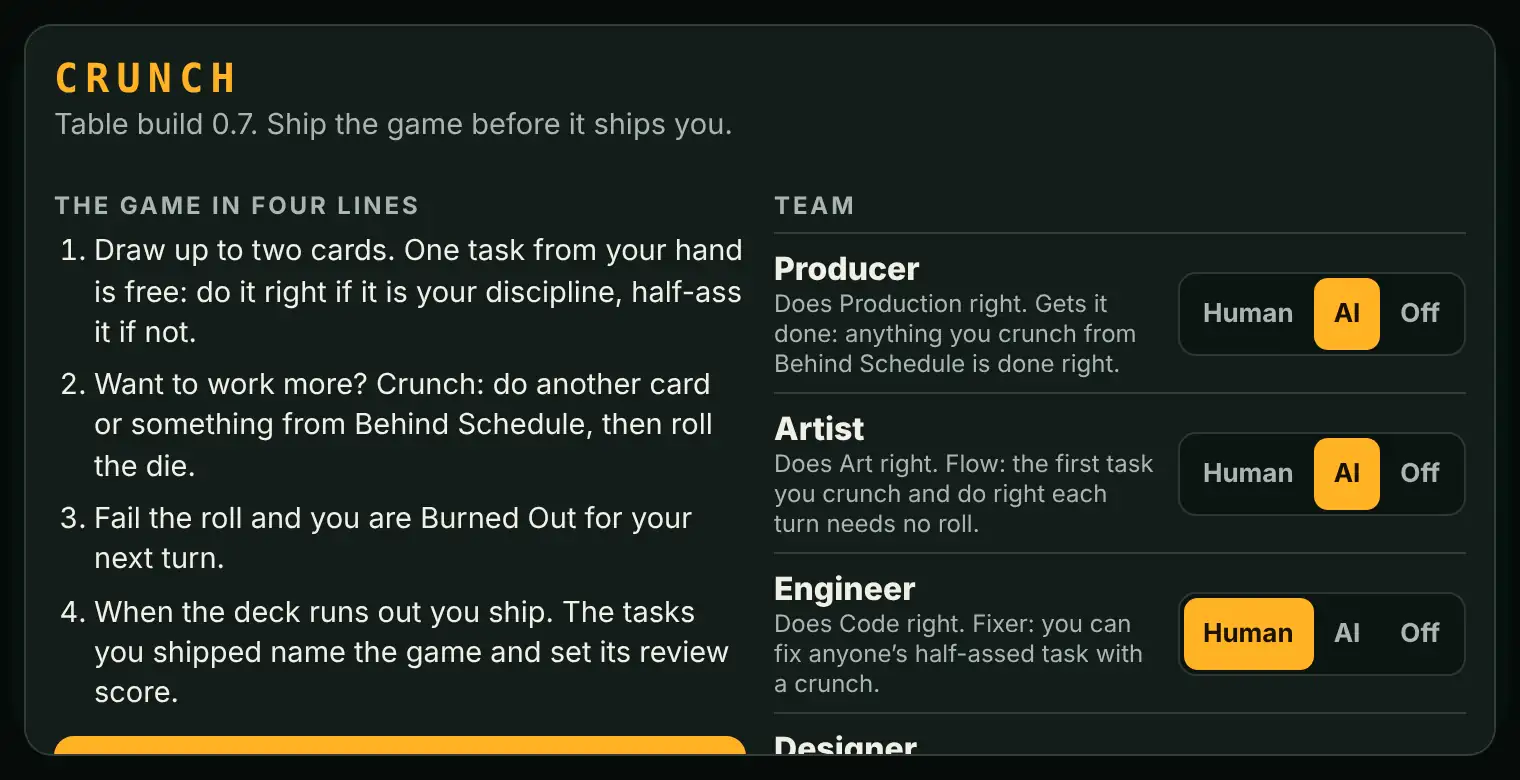 CRUNCH
Table build 0.7. Ship the game before it ships you.
THE GAME IN FOUR LINES
1. Draw up to two cards. One task from your hand
is free: do it right if it is your discipline, half-ass
it if not.
2. Want to work more? Crunch: do another card
or something from Behind Schedule, then roll
the die.
3. Fail the roll and you are Burned Out for your
next turn.
4. When the deck runs out you ship. The tasks
you shipped name the game and set its review
score.
TEAM
Producer
Does Production right. Gets it
done: anything you crunch from
Behind Schedule is done right.
Human AI Off
Artist
Does Art right. Flow: the first task
you crunch and do right each
turn needs no roll.
Human AI Off
Engineer
Does Code right. Fixer: you can
fix anyone’s half-assed task with
a crunch.
Human AI Off
Designer